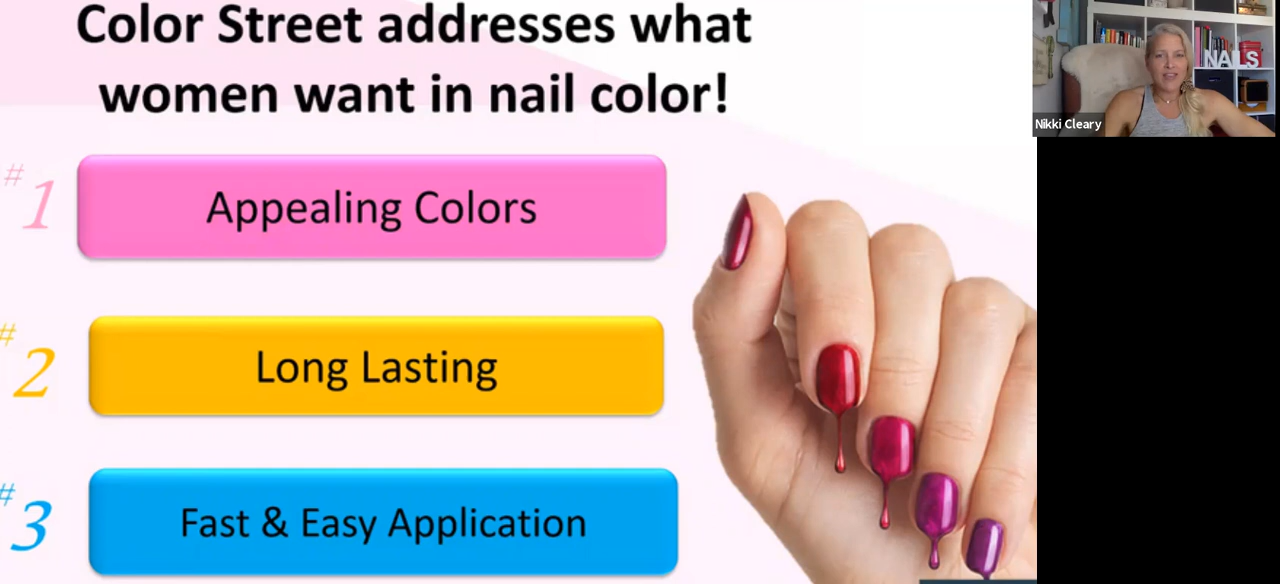 Color Street addresses what
women want in nail color!
#1
Appealing Colors
#2
Long Lasting
#3
Fast & Easy Application
NAILS
Nikki Cleary